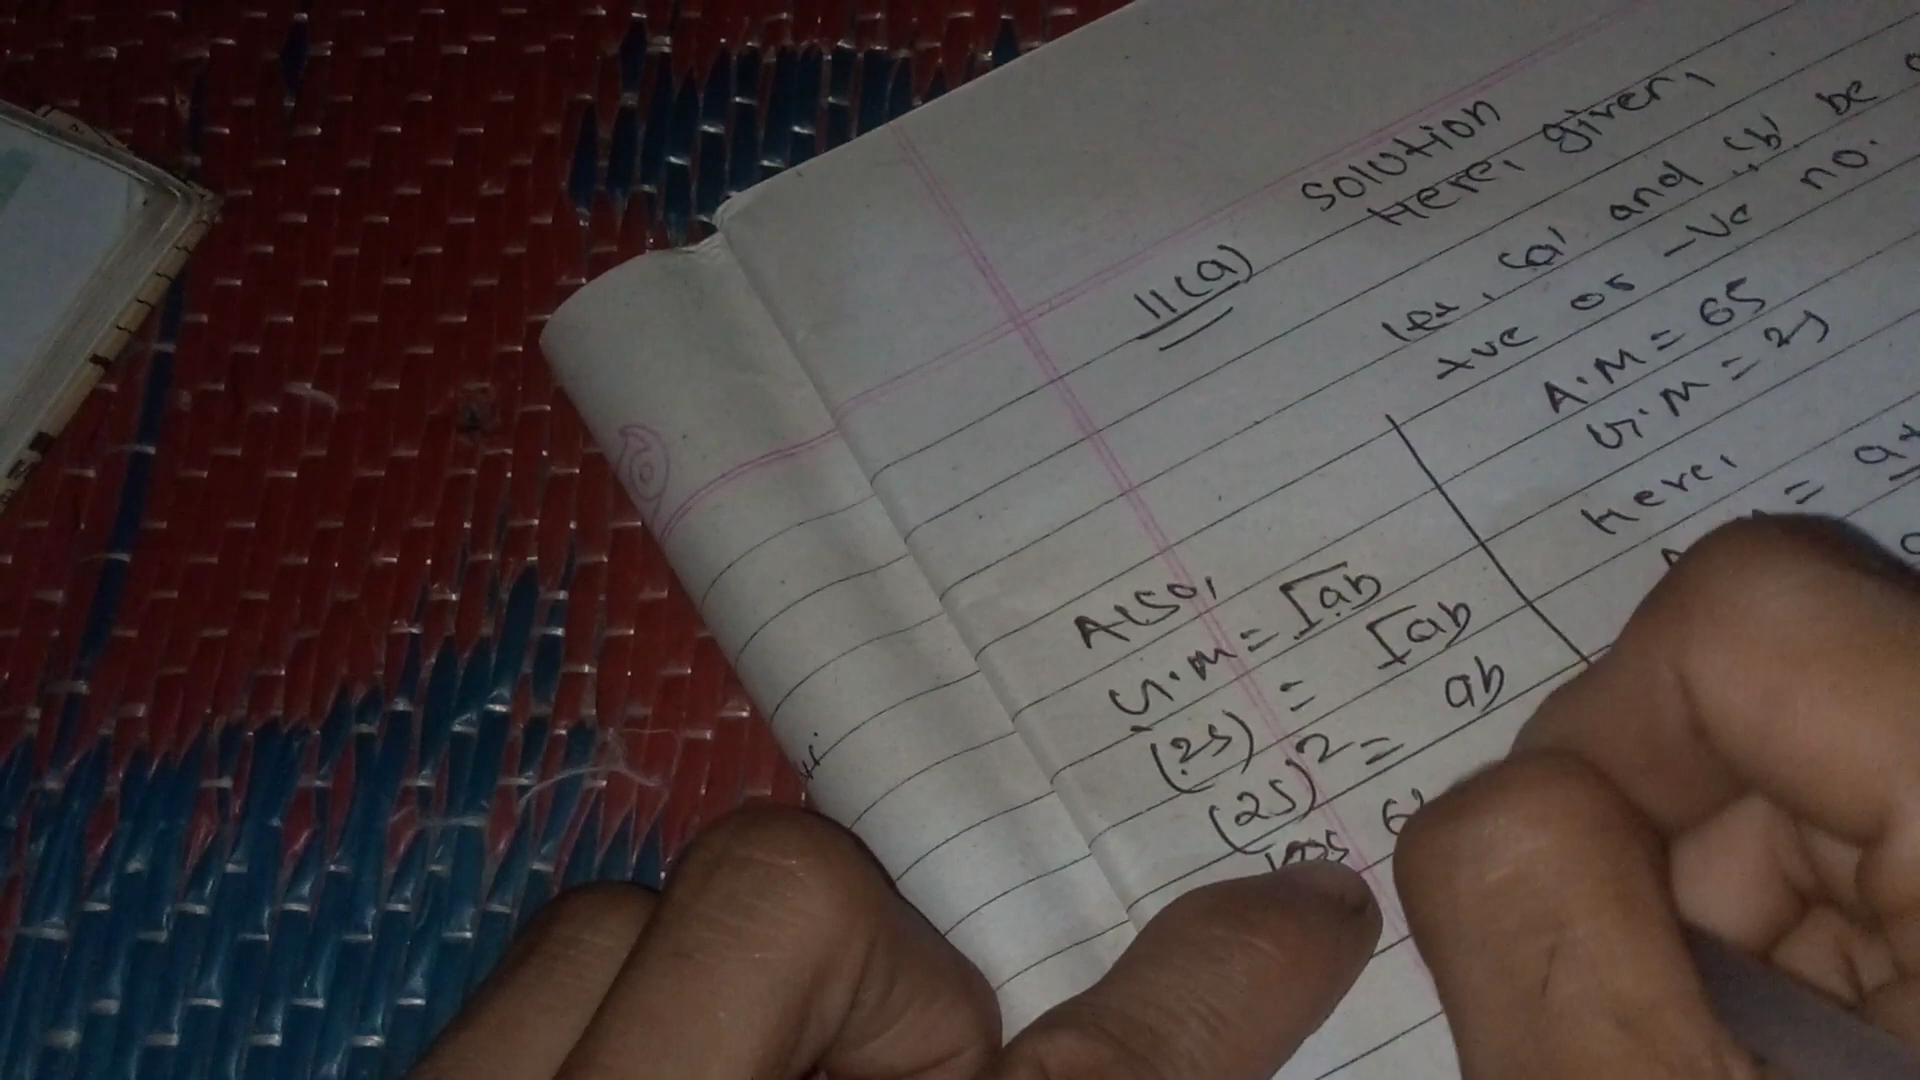 11(a) Solution
Here, given,
let, 'a' and 'b' be
+ve or -ve no.
A.M = 65
G.M = 25
Here,
= a+
Also,
G.M = √ab
(25) = √ab
(25)² = ab